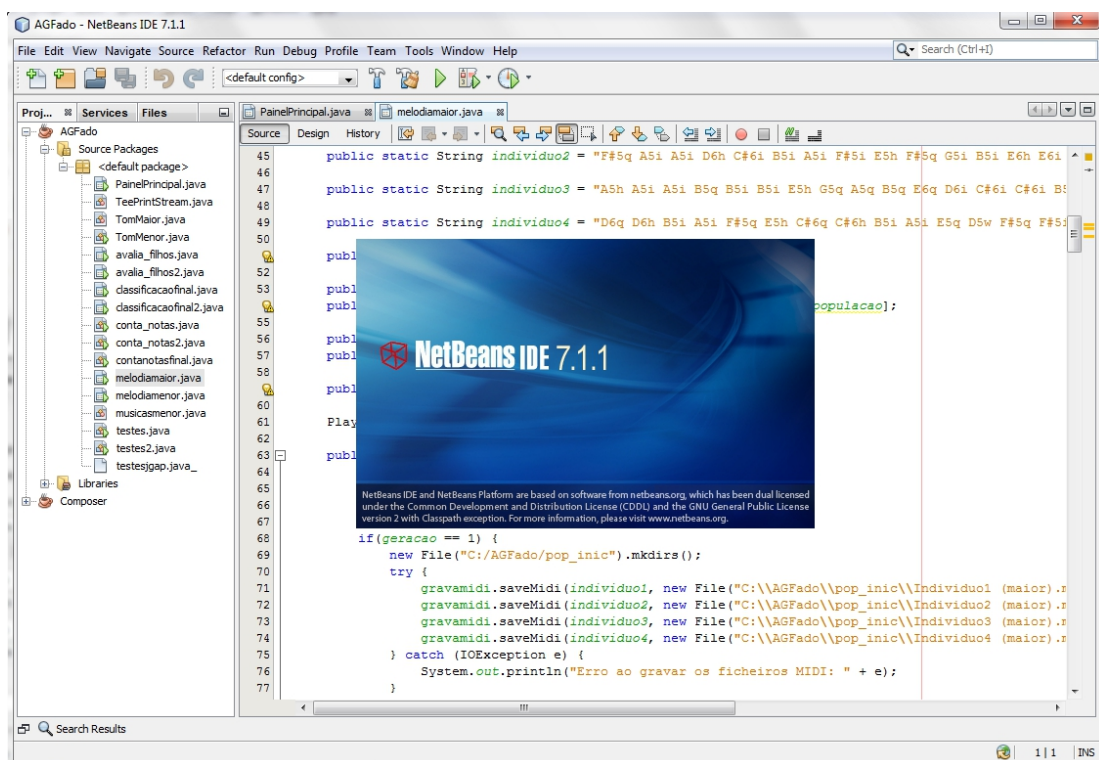 AGFado - NetBeans IDE 7.1.1
File Edit View Navigate Source Refactor Run Debug Profile Team Tools Window Help
Search (Ctrl+I)
<default config>
Proj... Services Files
PainelPrincipal.java melodiamaior.java
AGFado
Source Packages
<default package>
PainelPrincipal.java
TeePrintStream.java
TomMaior.java
TomMenor.java
avalia_filhos.java
avalia_filhos2.java
classificacaofinal.java
classificacaofinal2.java
conta_notas.java
conta_notas2.java
contanotasfinal.java
melodiamaior.java
melodiamenor.java
musicasmenor.java
testes.java
testes2.java
testesjgap.java_
Libraries
Composer
Source Design History
45 public static String individuo2 = "F#5q A5i A5i D6h C#6i B5i A5i F#5i E5h F#5q G5i B5i E6h E6i
46
47 public static String individuo3 = "A5h A5i A5i B5q B5i B5i E5h G5q A5q B5q E6q D6i C#6i C#6i B5
48
49 public static String individuo4 = "D6q D6h B5i A5i F#5q E5h C#6q C#6h B5i A5i E5q D5w F#5q F#5i
50
publ
52
53 publ
publ populacao];
55
56 publ
57 publ
58
publ
60
61 Play
62
63 publ
64
65
66
67
68 if(geracao == 1) {
69 new File("C:/AGFado/pop_inic").mkdirs();
70 try {
71 gravamidi.saveMidi(individuo1, new File("C:\\AGFado\\pop_inic\\Individuo1 (maior).m
72 gravamidi.saveMidi(individuo2, new File("C:\\AGFado\\pop_inic\\Individuo2 (maior).m
73 gravamidi.saveMidi(individuo3, new File("C:\\AGFado\\pop_inic\\Individuo3 (maior).m
74 gravamidi.saveMidi(individuo4, new File("C:\\AGFado\\pop_inic\\Individuo4 (maior).m
75 } catch (IOException e) {
76 System.out.println("Erro ao gravar os ficheiros MIDI: " + e);
77 }
NetBeans IDE 7.1.1
NetBeans IDE and NetBeans Platform are based on software from netbeans.org, which has been dual licensed
under the Common Development and Distribution License (CDDL) and the GNU General Public License
version 2 with Classpath exception. For more information, please visit www.netbeans.org.
Search Results
1 | 1 INS